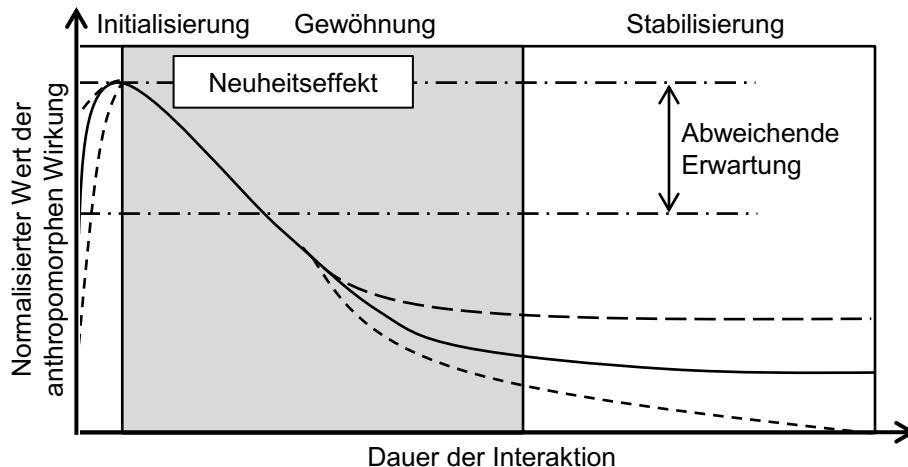 Initialisierung
Gewöhnung
Stabilisierung
Neuheitseffekt
Abweichende
Erwartung
Normalisierter Wert der
anthropomorphen Wirkung
Dauer der Interaktion